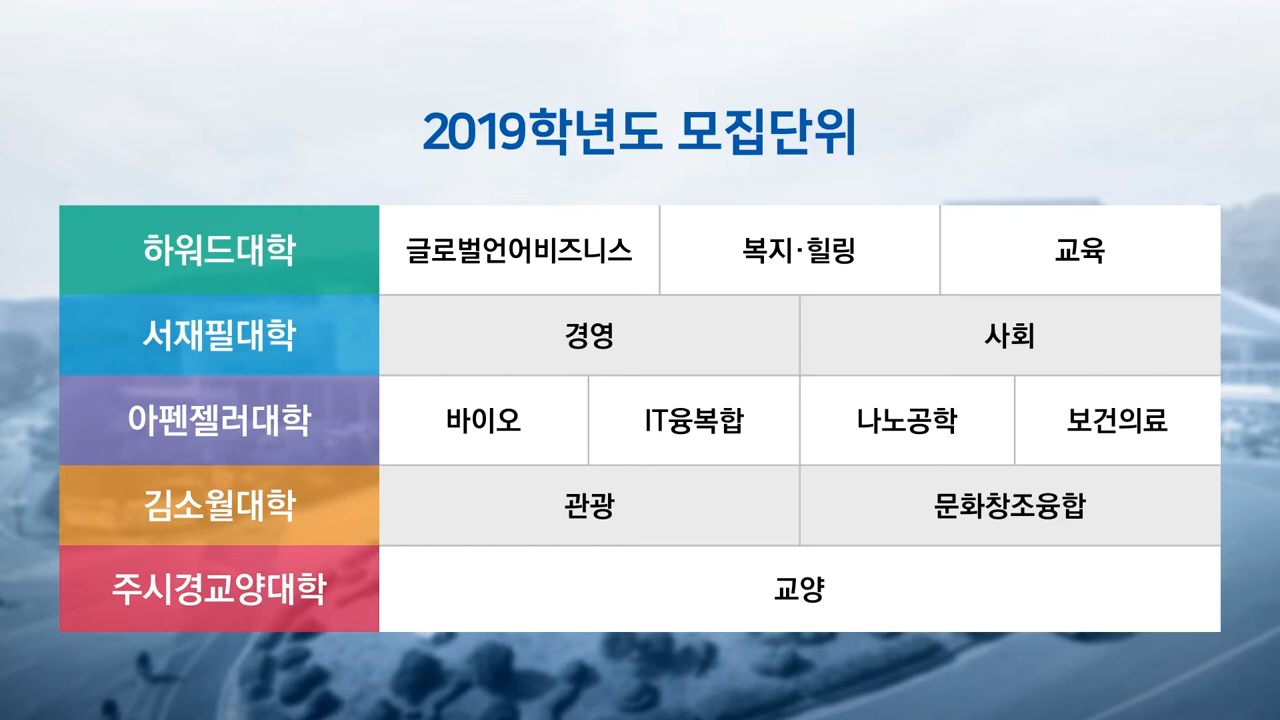 2019학년도 모집단위
하워드대학 글로벌언어비즈니스 복지·힐링 교육
서재필대학 경영 사회
아펜젤러대학 바이오 IT융복합 나노공학 보건의료
김소월대학 관광 문화창조융합
주시경교양대학 교양